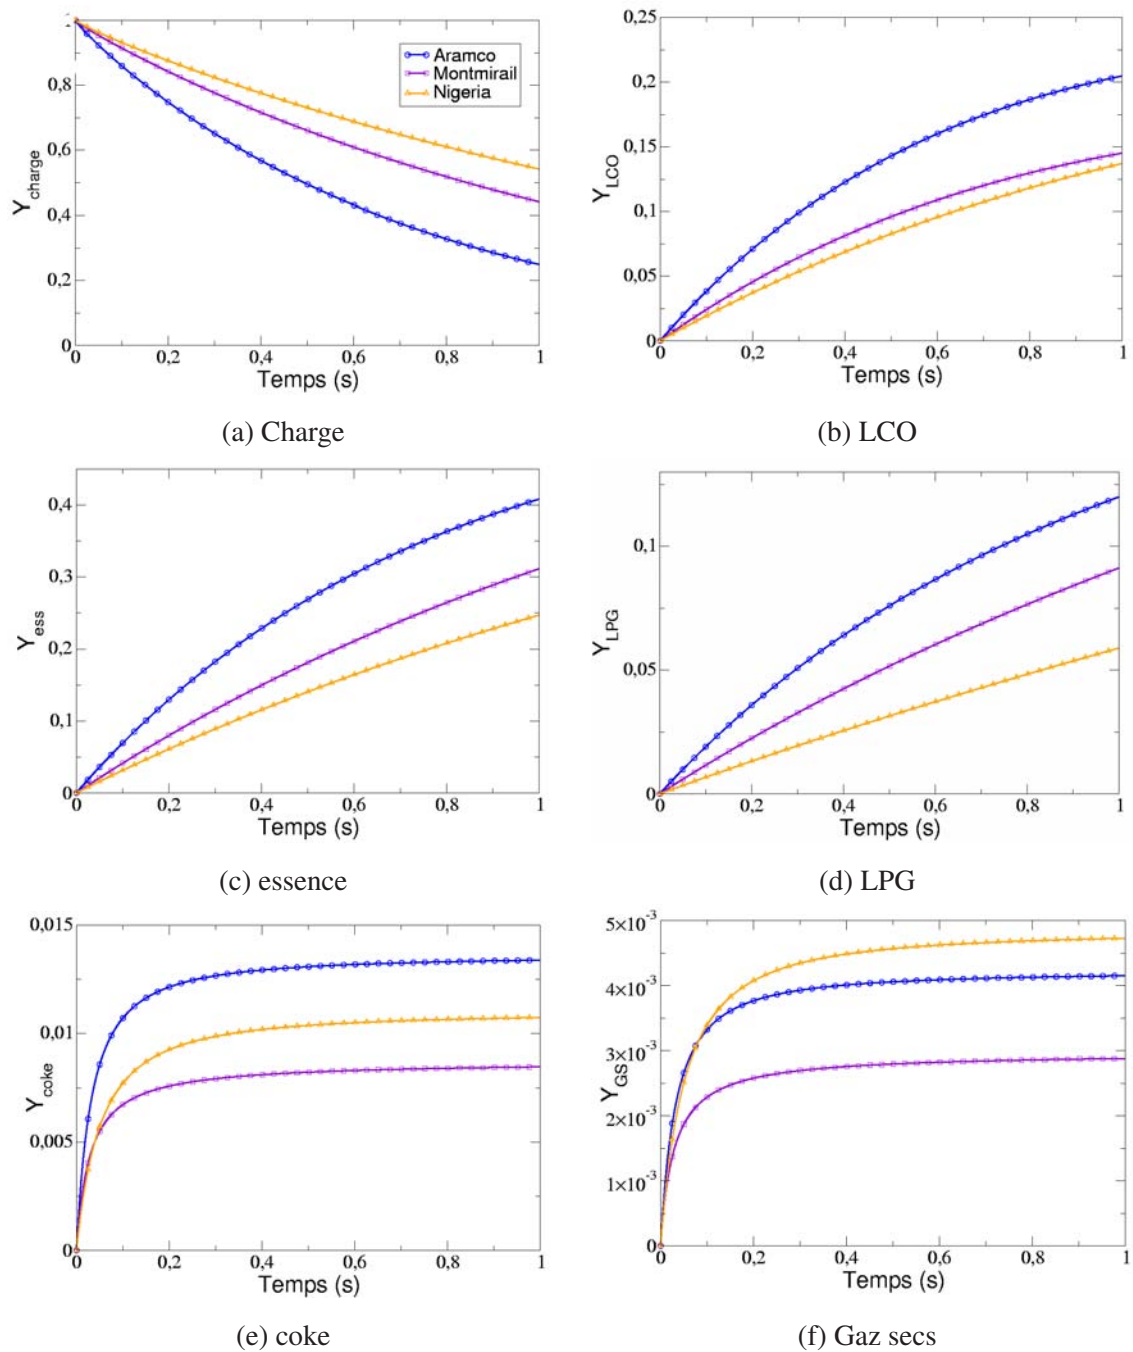 1
0,8
0,6
0,4
0,2
0
Y_charge
Aramco
Montmirail
Nigeria
0 0,2 0,4 0,6 0,8 1
Temps (s)
(a) Charge
0,25
0,2
0,15
0,1
0,05
0
Y_LCO
0 0,2 0,4 0,6 0,8 1
Temps (s)
(b) LCO
0,4
0,3
0,2
0,1
0
Y_ess
0 0,2 0,4 0,6 0,8 1
Temps (s)
(c) essence
0,1
0,05
0
Y_LPG
0 0,2 0,4 0,6 0,8 1
Temps (s)
(d) LPG
0,015
0,01
0,005
0
Y_coke
0 0,2 0,4 0,6 0,8 1
Temps (s)
(e) coke
5×10⁻³
4×10⁻³
3×10⁻³
2×10⁻³
1×10⁻³
0
Y_GS
0 0,2 0,4 0,6 0,8 1
Temps (s)
(f) Gaz secs